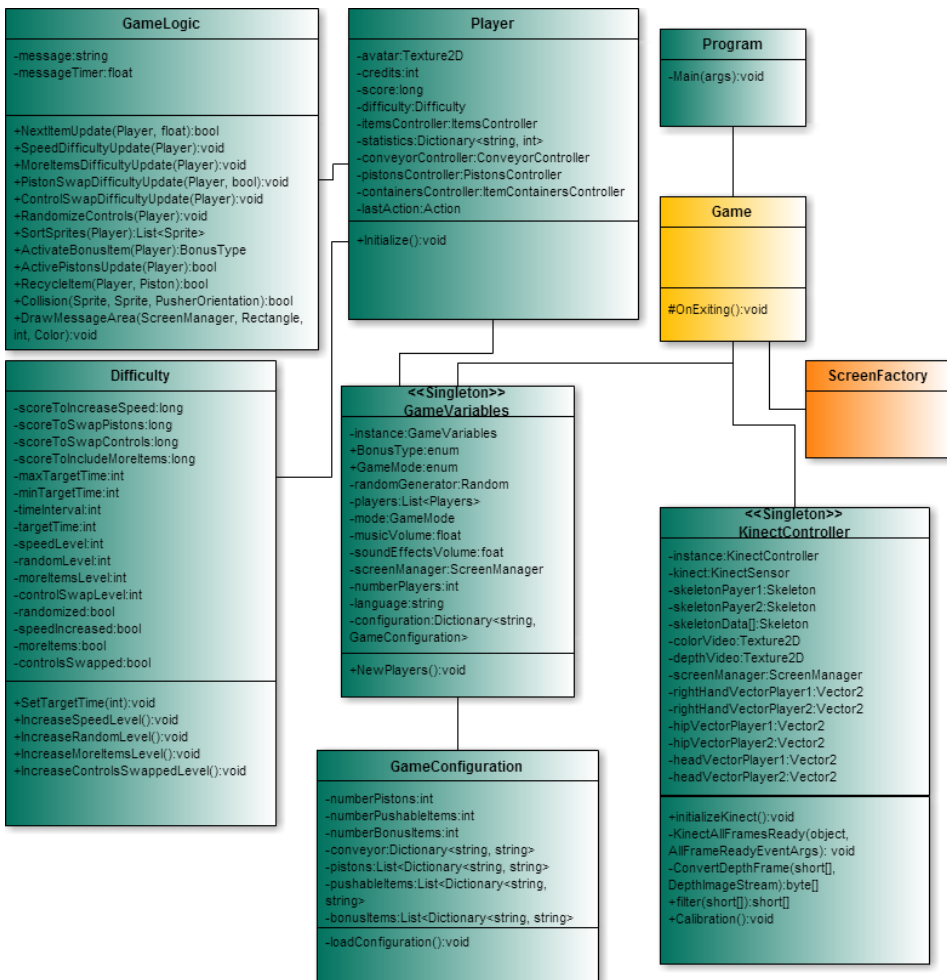 GameLogic
-message:string
-messageTimer:float
+NextItemUpdate(Player, float):bool
+SpeedDifficultyUpdate(Player):void
+MoreItemsDifficultyUpdate(Player):void
+PistonSwapDifficultyUpdate(Player, bool):void
+ControlSwapDifficultyUpdate(Player):void
+RandomizeControls(Player):void
+SortSprites(Player):List<Sprite>
+ActivateBonusItem(Player):BonusType
+ActivePistonsUpdate(Player):bool
+RecycleItem(Player, Piston):bool
+Collision(Sprite, Sprite, PusherOrientation):bool
+DrawMessageArea(ScreenManager, Rectangle,
int, Color):void
Player
-avatar:Texture2D
-credits:int
-score:long
-difficulty:Difficulty
-itemsController:ItemsController
-statistics:Dictionary<string, int>
-conveyorController:ConveyorController
-pistonsController:PistonsController
-containersController:ItemContainersController
-lastAction:Action
+Initialize():void
Program
-Main(args):void
Game
#OnExiting():void
ScreenFactory
Difficulty
-scoreToIncreaseSpeed:long
-scoreToSwapPistons:long
-scoreToSwapControls:long
-scoreToIncludeMoreItems:long
-maxTargetTime:int
-minTargetTime:int
-timeInterval:int
-targetTime:int
-speedLevel:int
-randomLevel:int
-moreItemsLevel:int
-controlSwapLevel:int
-randomized:bool
-speedIncreased:bool
-moreItems:bool
-controlsSwapped:bool
+SetTargetTime(int):void
+IncreaseSpeedLevel():void
+IncreaseRandomLevel():void
+IncreaseMoreItemsLevel():void
+IncreaseControlsSwappedLevel():void
<<Singleton>>
GameVariables
-instance:GameVariables
+BonusType:enum
+GameMode:enum
-randomGenerator:Random
-players:List<Players>
-mode:GameMode
-musicVolume:float
-soundEffectsVolume:foat
-screenManager:ScreenManager
-numberPlayers:int
-language:string
-configuration:Dictionary<string,
GameConfiguration>
+NewPlayers():void
<<Singleton>>
KinectController
-instance:KinectController
-kinect:KinectSensor
-skeletonPayer1:Skeleton
-skeletonPayer2:Skeleton
-skeletonData[]:Skeleton
-colorVideo:Texture2D
-depthVideo:Texture2D
-screenManager:ScreenManager
-rightHandVectorPlayer1:Vector2
-rightHandVectorPlayer2:Vector2
-hipVectorPlayer1:Vector2
-hipVectorPlayer2:Vector2
-headVectorPlayer1:Vector2
-headVectorPlayer2:Vector2
+InitializeKinect():void
-KinectAllFramesReady(object,
AllFrameReadyEventArgs): void
-ConvertDepthFrame(short[],
DepthImageStream):byte[]
+filter(short[]):short[]
+Calibration():void
GameConfiguration
-numberPistons:int
-numberPushableItems:int
-numberBonusItems:int
-conveyor:Dictionary<string, string>
-pistons:List<Dictionary<string, string>
-pushableItems:List<Dictionary<string,
string>
-bonusItems:List<Dictionary<string, string>
-loadConfiguration():void